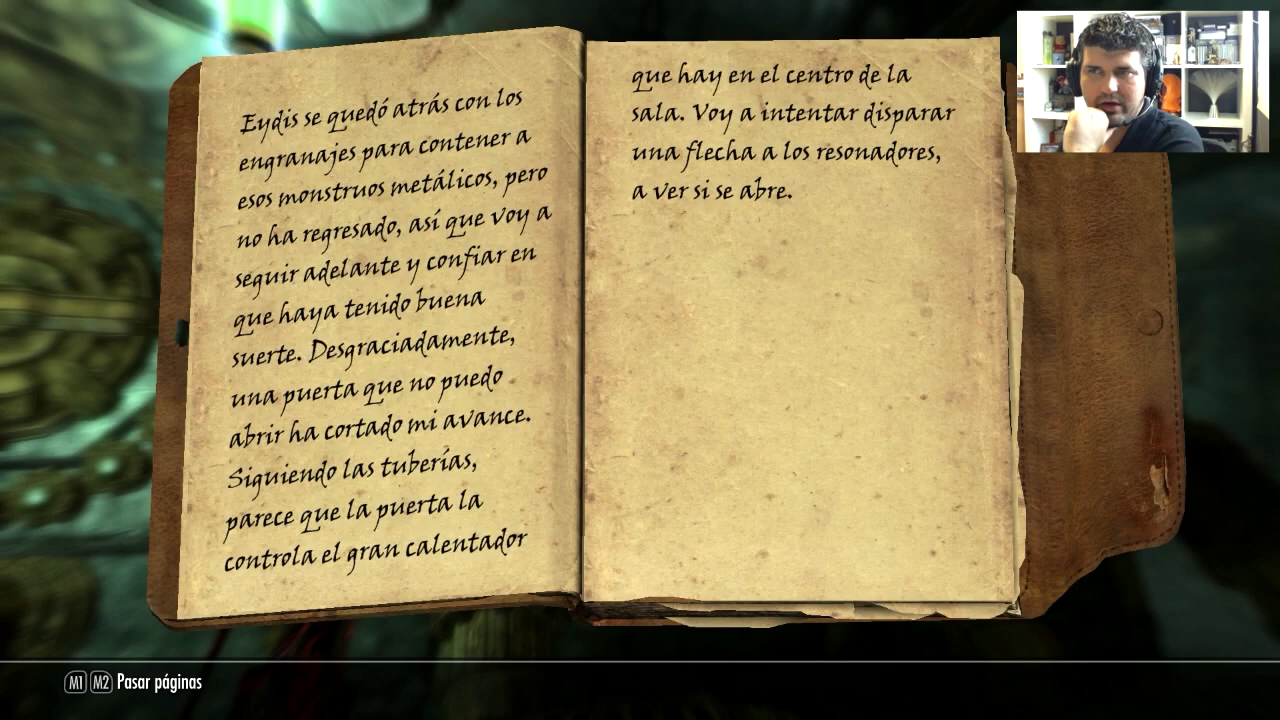 Eydis se quedó atrás con los
engranajes para contener a
esos monstruos metálicos, pero
no ha regresado, así que voy a
seguir adelante y confiar en
que haya tenido buena
suerte. Desgraciadamente,
una puerta que no puedo
abrir ha cortado mi avance.
Siguiendo las tuberías,
parece que la puerta la
controla el gran calentador
que hay en el centro de la
sala. Voy a intentar disparar
una flecha a los resonadores,
a ver si se abre.
M1 M2 Pasar páginas